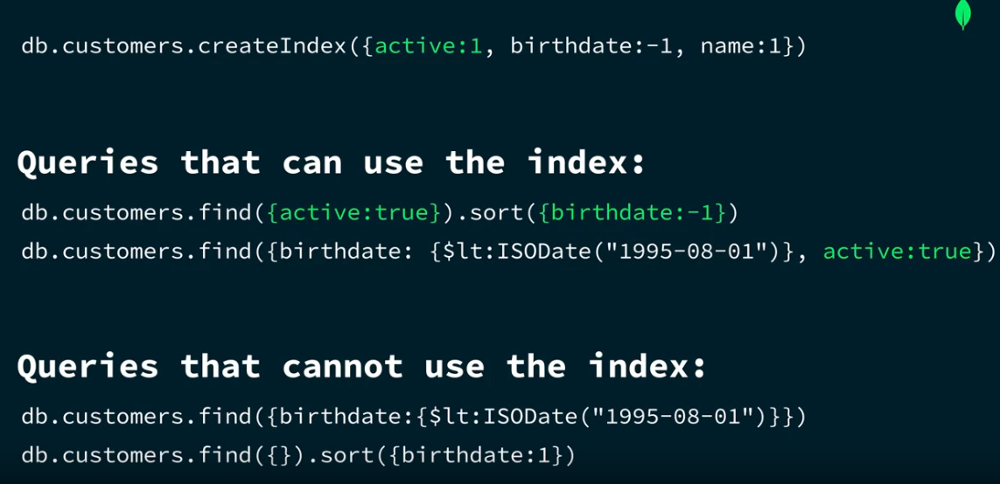 db.customers.createIndex({active:1, birthdate:-1, name:1})
Queries that can use the index:
db.customers.find({active:true}).sort({birthdate:-1})
db.customers.find({birthdate: {$lt:ISODate("1995-08-01")}, active:true})
Queries that cannot use the index:
db.customers.find({birthdate:{$lt:ISODate("1995-08-01")}})
db.customers.find({}).sort({birthdate:1})